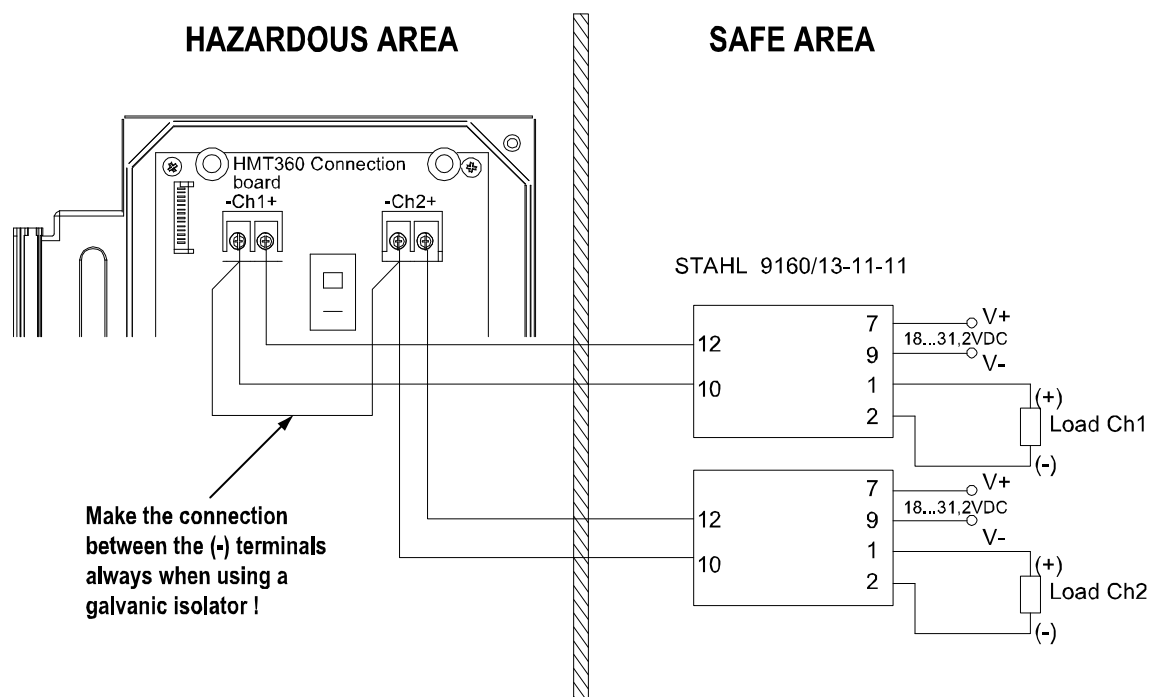 HAZARDOUS AREA
SAFE AREA
HMT360 Connection
board
-Ch1+
-Ch2+
STAHL 9160/13-11-11
12
10
7
9
1
2
V+
18...31,2VDC
V-
(+)
Load Ch1
(-)
12
10
7
9
1
2
V+
18...31,2VDC
V-
(+)
Load Ch2
(-)
Make the connection
between the (-) terminals
always when using a
galvanic isolator !